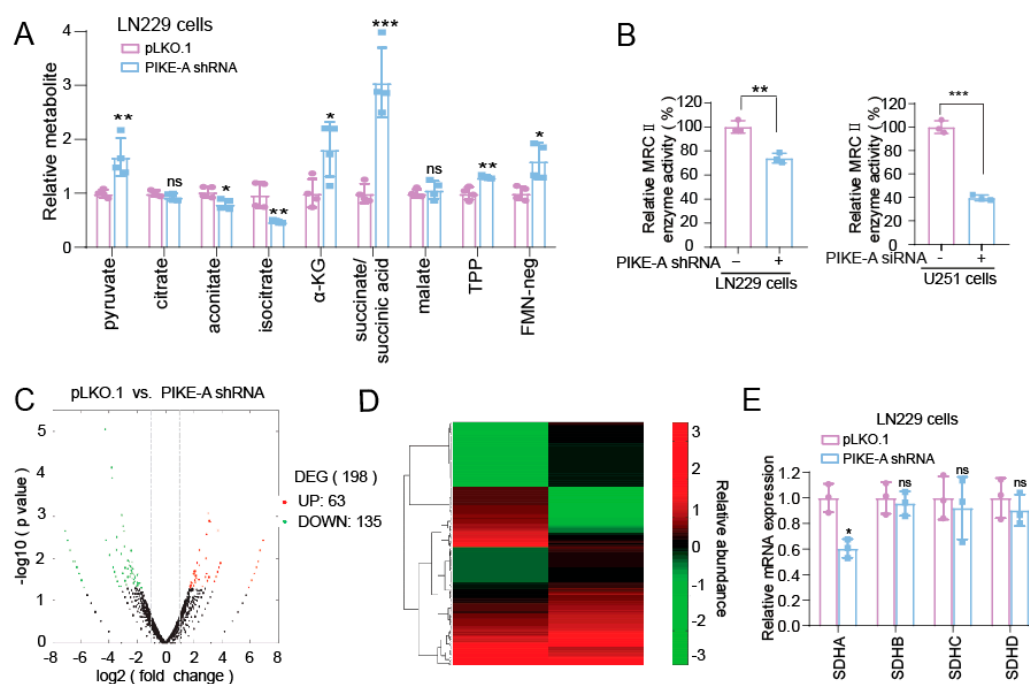 A
LN229 cells
pLKO.1
PIKE-A shRNA
Relative metabolite
4
3
2
1
0
**
ns
*
**
*
***
ns
**
*
pyruvate
citrate
aconitate
isocitrate
α-KG
succinate/
succinic acid
malate
TPP
FMN-neg
B
Relative MRC II
enzyme activity ( % )
120
100
80
60
40
20
0
**
PIKE-A shRNA
− +
LN229 cells
Relative MRC II
enzyme activity ( % )
120
100
80
60
40
20
0
***
PIKE-A siRNA
- +
U251 cells
C
pLKO.1 vs. PIKE-A shRNA
-log10 ( p value )
5
4
3
2
1
0
-8 -6 -4 -2 0 2 4 6 8
log2 ( fold change )
DEG ( 198 )
UP: 63
DOWN: 135
D
3
2
1
0
-1
-2
-3
Relative abundance
E
LN229 cells
pLKO.1
PIKE-A shRNA
Relative mRNA expression
1.2
1.0
0.8
0.6
0.4
0.2
0.0
*
ns
ns
ns
SDHA
SDHB
SDHC
SDHD